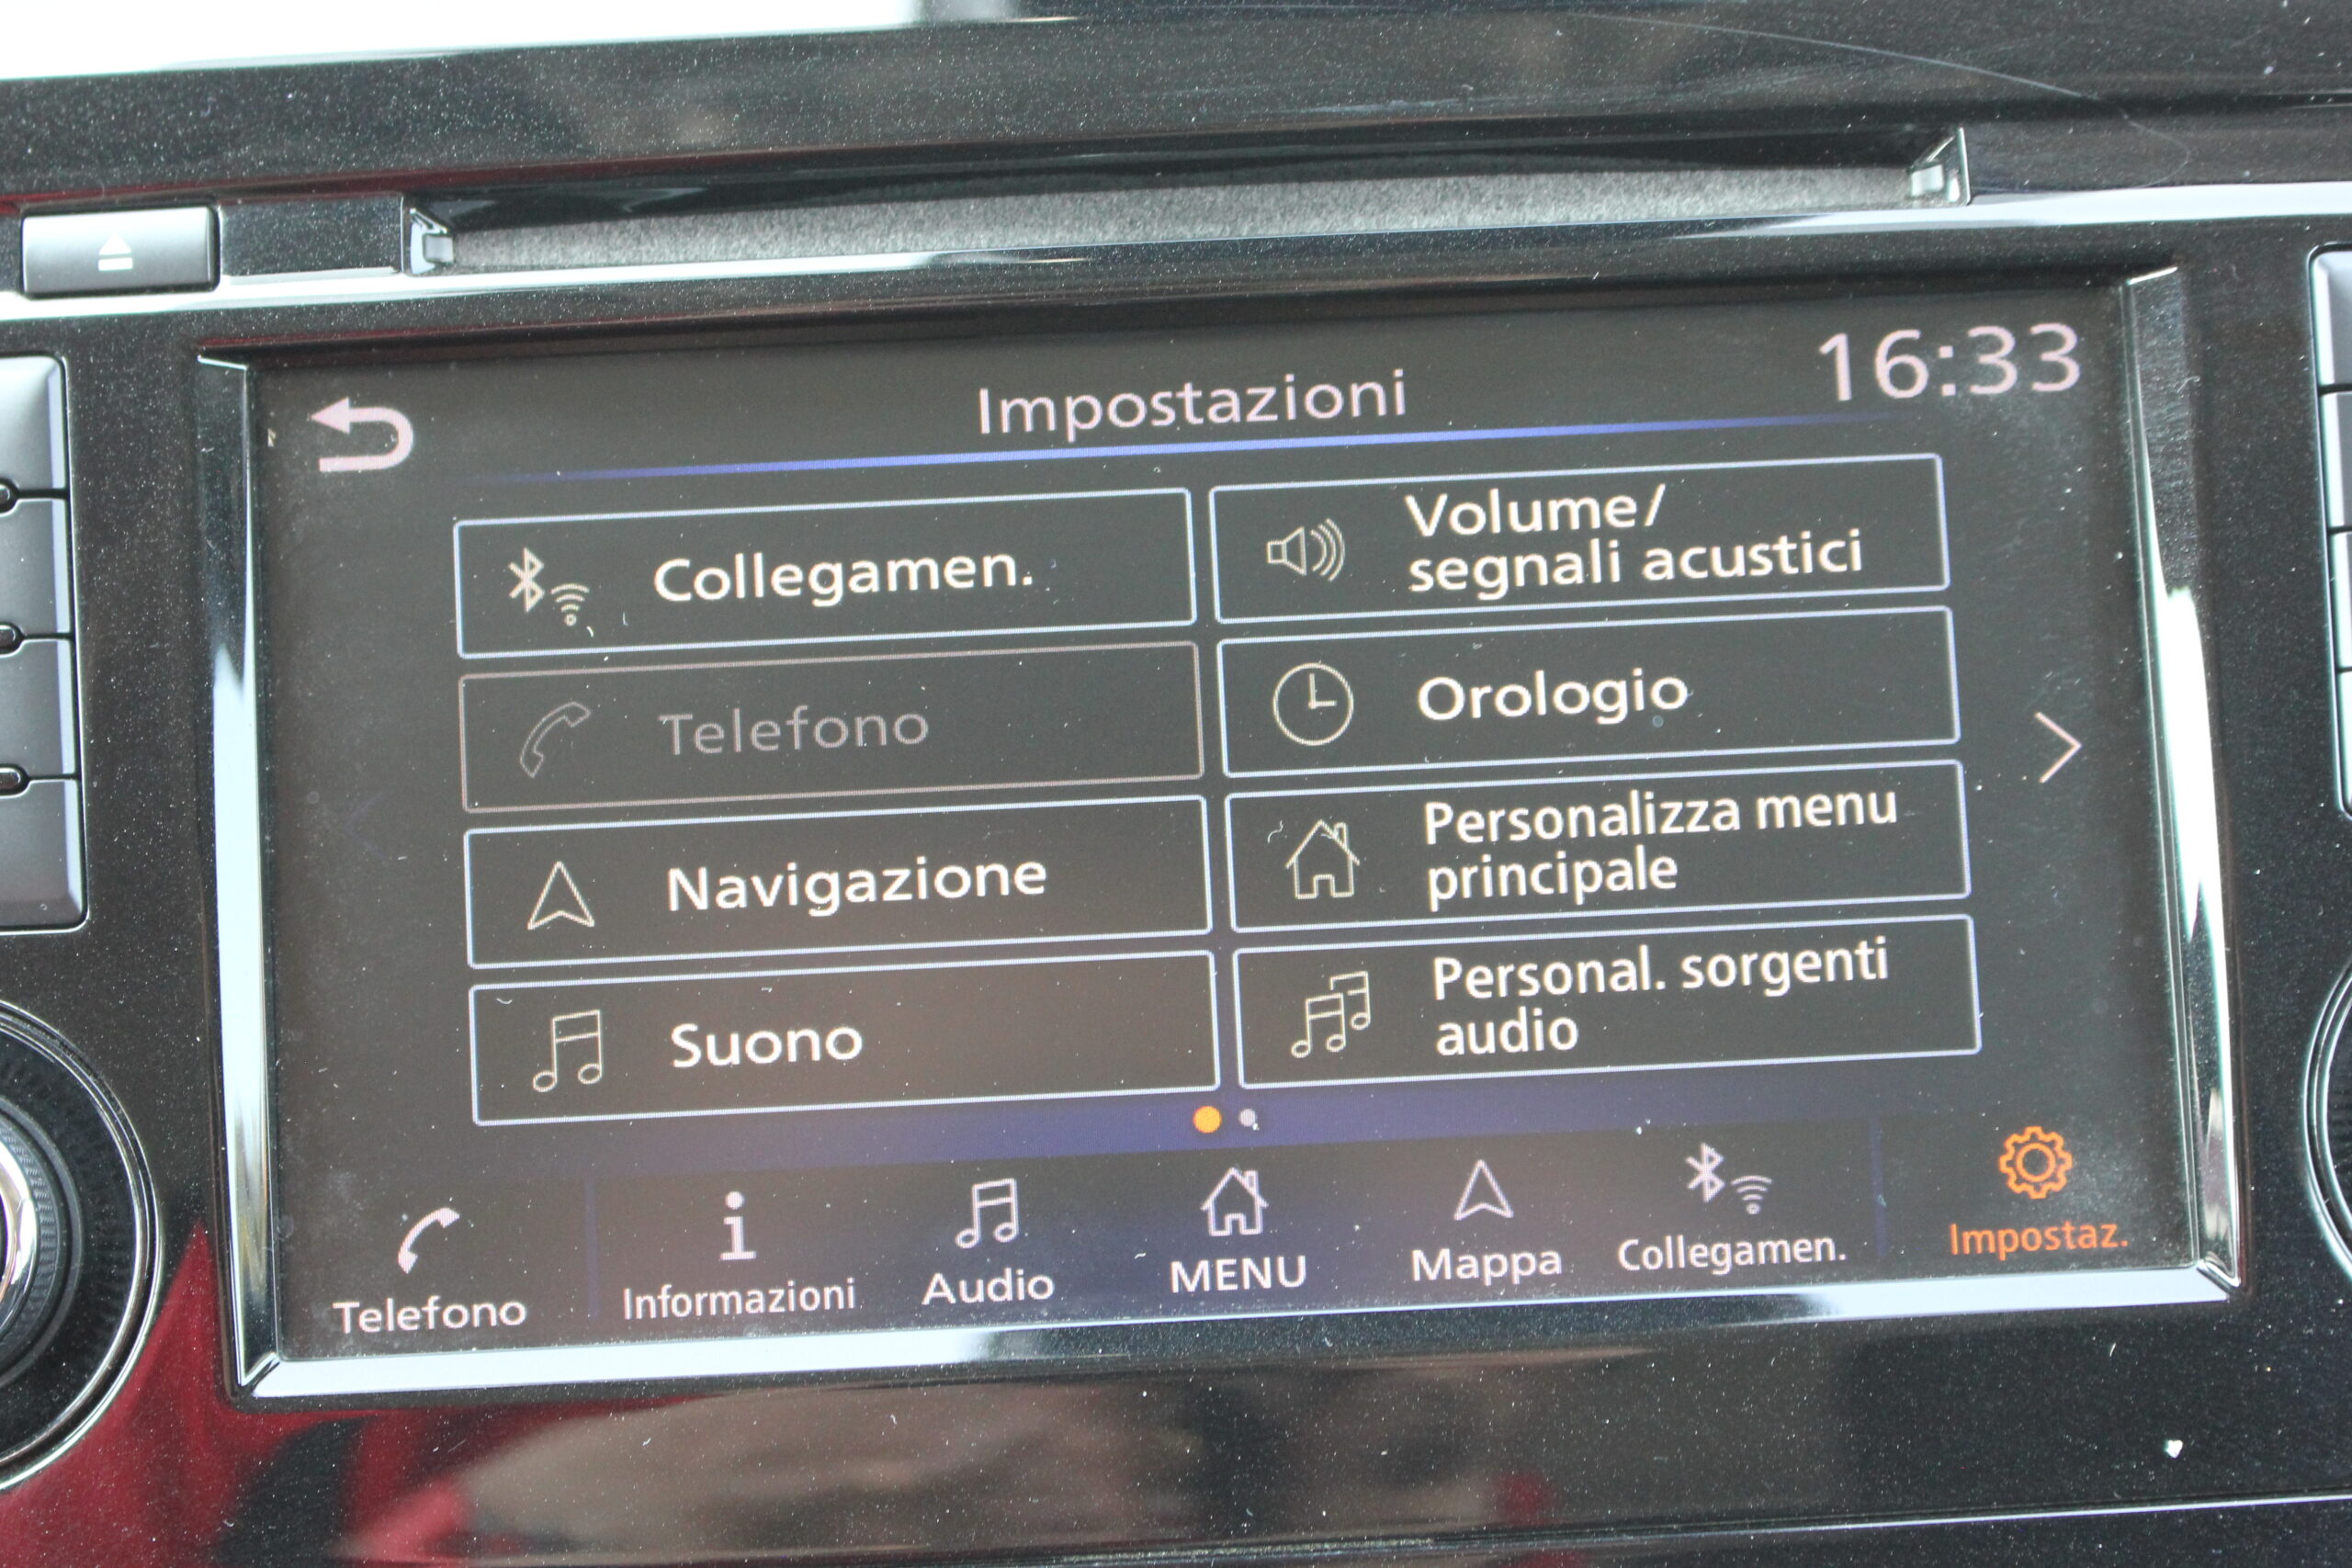 Impostazioni
16:33
Collegamen.
Volume/
segnali acustici
Telefono
Orologio
Navigazione
Personalizza menu
principale
Suono
Personal. sorgenti
audio
Telefono
Informazioni
Audio
MENU
Mappa
Collegamen.
Impostaz.